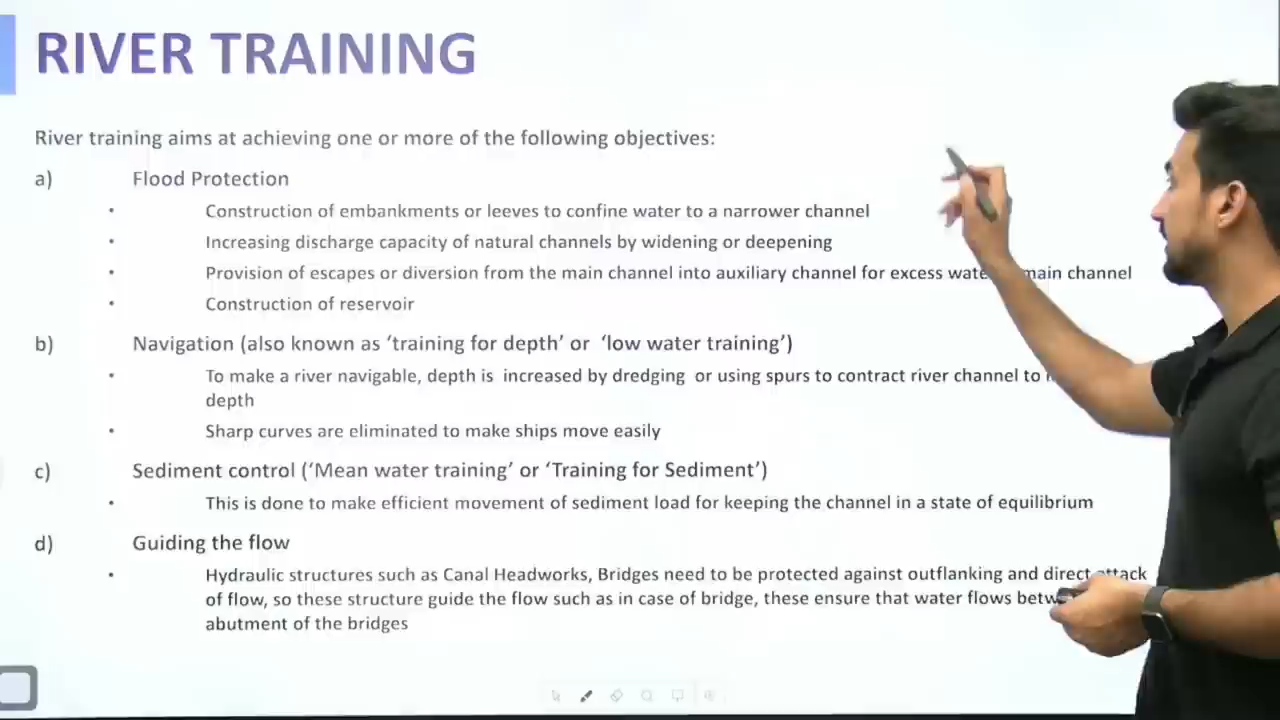 RIVER TRAINING
River training aims at achieving one or more of the following objectives:
a) Flood Protection
• Construction of embankments or leeves to confine water to a narrower channel
• Increasing discharge capacity of natural channels by widening or deepening
• Provision of escapes or diversion from the main channel into auxiliary channel for excess main channel
• Construction of reservoir
b) Navigation (also known as ‘training for depth’ or ‘low water training’)
• To make a river navigable, depth is increased by dredging or using spurs to contract river channel to
depth
• Sharp curves are eliminated to make ships move easily
c) Sediment control (‘Mean water training’ or ‘Training for Sediment’)
• This is done to make efficient movement of sediment load for keeping the channel in a state of equilibrium
d) Guiding the flow
• Hydraulic structures such as Canal Headworks, Bridges need to be protected against outflanking and direct attack
of flow, so these structure guide the flow such as in case of bridge, these ensure that water flows
abutment of the bridges